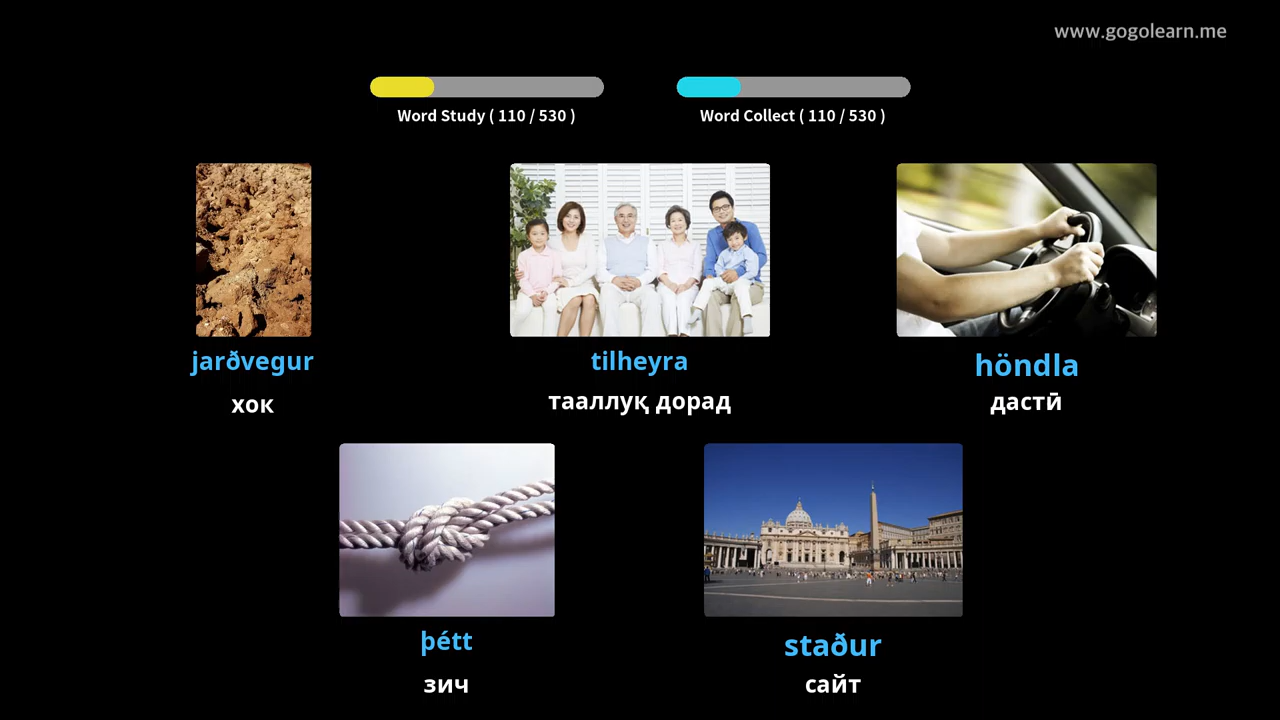 www.gogolearn.me
Word Study ( 110 / 530 )
Word Collect ( 110 / 530 )
jarðvegur
хок
tilheyra
тааллуқ дорад
höndla
дастӣ
þétt
зич
staður
сайт